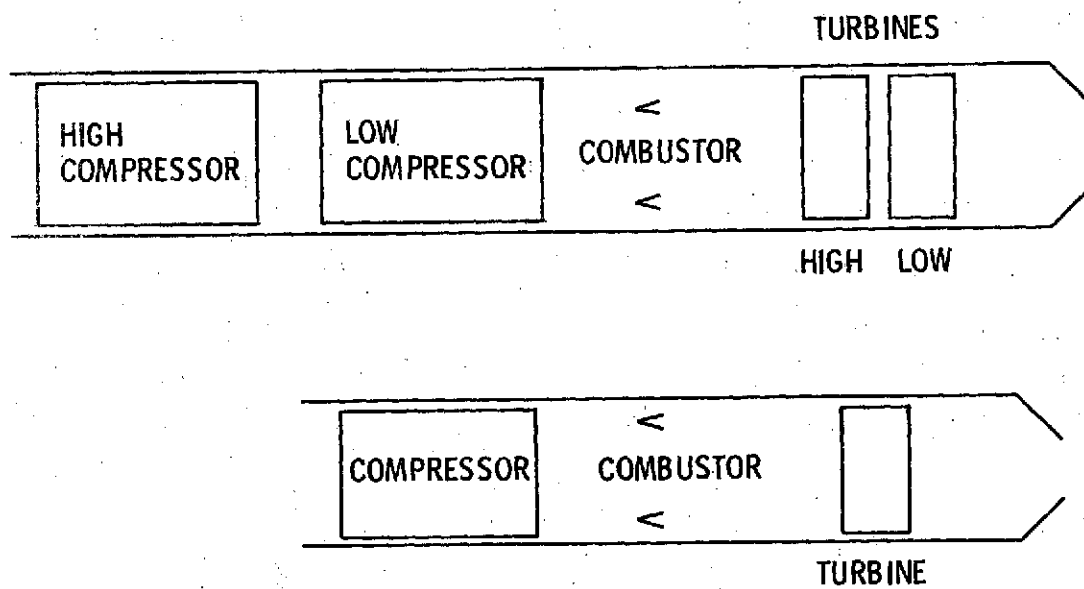 TURBINES
HIGH
COMPRESSOR
LOW
COMPRESSOR
COMBUSTOR
HIGH
LOW
COMPRESSOR
COMBUSTOR
TURBINE